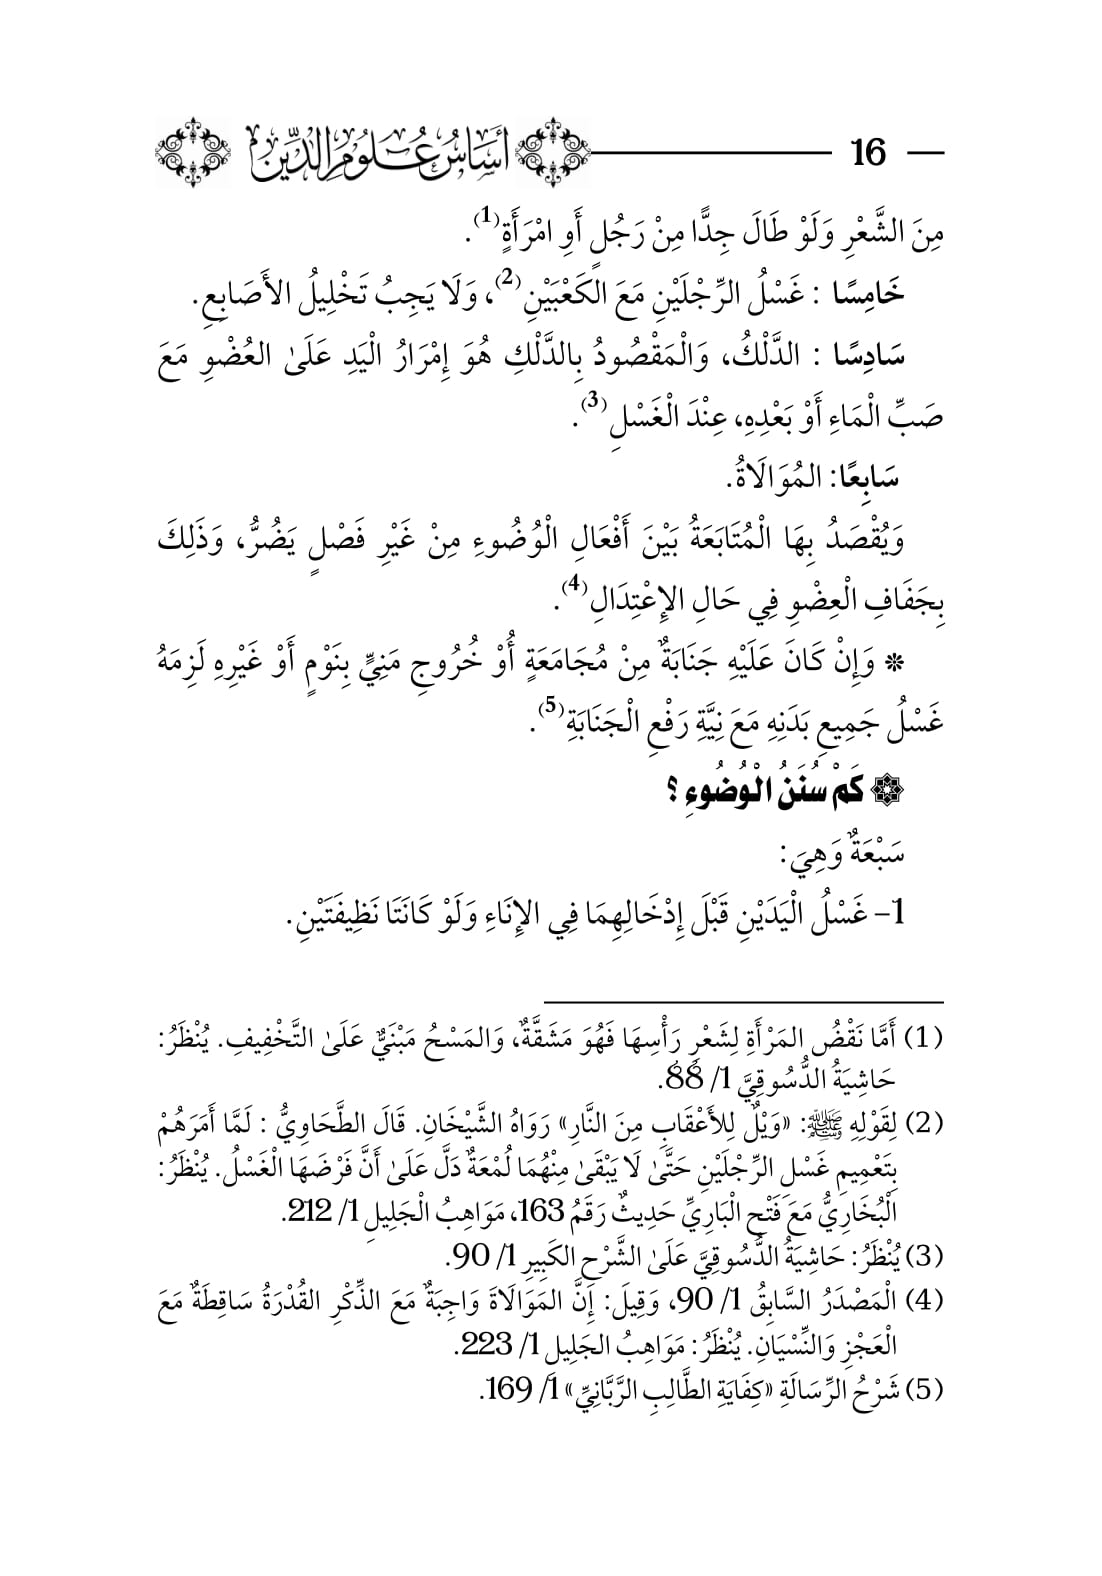 16 أَسَاسُ عُلُومِ الدِّينِ
مِنَ الشَّعْرِ وَلَوْ طَالَ جِدًّا مِنْ رَجُلٍ أَوِ امْرَأَةٍ(1).
خَامِسًا : غَسْلُ الرِّجْلَيْنِ مَعَ الكَعْبَيْنِ(2)، وَلَا يَجِبُ تَخْلِيلُ الأَصَابِعِ.
سَادِسًا : الدَّلْكُ، وَالْمَقْصُودُ بِالدَّلْكِ هُوَ إِمْرَارُ الْيَدِ عَلَىٰ العُضْوِ مَعَ
صَبِّ الْمَاءِ أَوْ بَعْدِهِ، عِنْدَ الْغَسْلِ(3).
سَابِعًا: المُوَالَاةُ.
وَيُقْصَدُ بِهَا الْمُتَابَعَةُ بَيْنَ أَفْعَالِ الْوُضُوءِ مِنْ غَيْرِ فَصْلٍ يَضُرُّ، وَذَلِكَ
بِجَفَافِ الْعِضْوِ فِي حَالِ الإِعْتِدَالِ(4).
❊ وَإِنْ كَانَ عَلَيْهِ جَنَابَةٌ مِنْ مُجَامَعَةٍ أُوْ خُرُوجِ مَنِيٍّ بِنَوْمٍ أَوْ غَيْرِهِ لَزِمَهُ
غَسْلُ جَمِيعِ بَدَنِهِ مَعَ نِيَّةِ رَفْعِ الْجَنَابَةِ(5).
كَمْ سُنَنُ الْوُضُوءِ ؟
سَبْعَةٌ وَهِيَ:
1- غَسْلُ الْيَدَيْنِ قَبْلَ إِدْخَالِهِمَا فِي الإِنَاءِ وَلَوْ كَانَتَا نَظِيفَتَيْنِ.
(1) أَمَّا نَقْضُ المَرْأَةِ لِشَعْرِ رَأْسِهَا فَهُوَ مَشَقَّةٌ، وَالمَسْحُ مَبْنَيٌّ عَلَىٰ التَّخْفِيفِ. يُنْظَرُ:
حَاشِيَةُ الدُّسُوقِيَّ 1/ 88.
(2) لِقَوْلِهِ ﷺ: «وَيْلٌ لِلأَعْقَابِ مِنَ النَّارِ» رَوَاهُ الشَّيْخَانِ. قَالَ الطَّحَاوِيُّ : لَمَّا أَمَرَهُمْ
بِتَعْمِيمِ غَسْلِ الرِّجْلَيْنِ حَتَّىٰ لَا يَبْقَىٰ مِنْهُمَا لُمْعَةٌ دَلَّ عَلَىٰ أَنَّ فَرْضَهَا الْغَسْلُ. يُنْظَرُ:
الْبُخَارِيُّ مَعَ فَتْحِ الْبَارِيِّ حَدِيثٌ رَقَمُ 163، مَوَاهِبُ الْجَلِيلِ 1/ 212.
(3) يُنْظَرُ: حَاشِيَةُ الدُّسُوقِيَّ عَلَىٰ الشَّرْحِ الكَبِيرِ 1/ 90.
(4) الْمَصْدَرُ السَّابِقُ 1/ 90، وَقِيلَ: إِنَّ المَوَالَاةَ وَاجِبَةٌ مَعَ الذِّكْرِ القُدْرَةُ سَاقِطَةٌ مَعَ
الْعَجْزِ وَالنِّسْيَانِ. يُنْظَرُ: مَوَاهِبُ الجَلِيلِ 1/ 223.
(5) شَرْحُ الرِّسَالَةِ «كِفَايَةِ الطَّالِبِ الرَّبَّانِيِّ» 1/ 169.